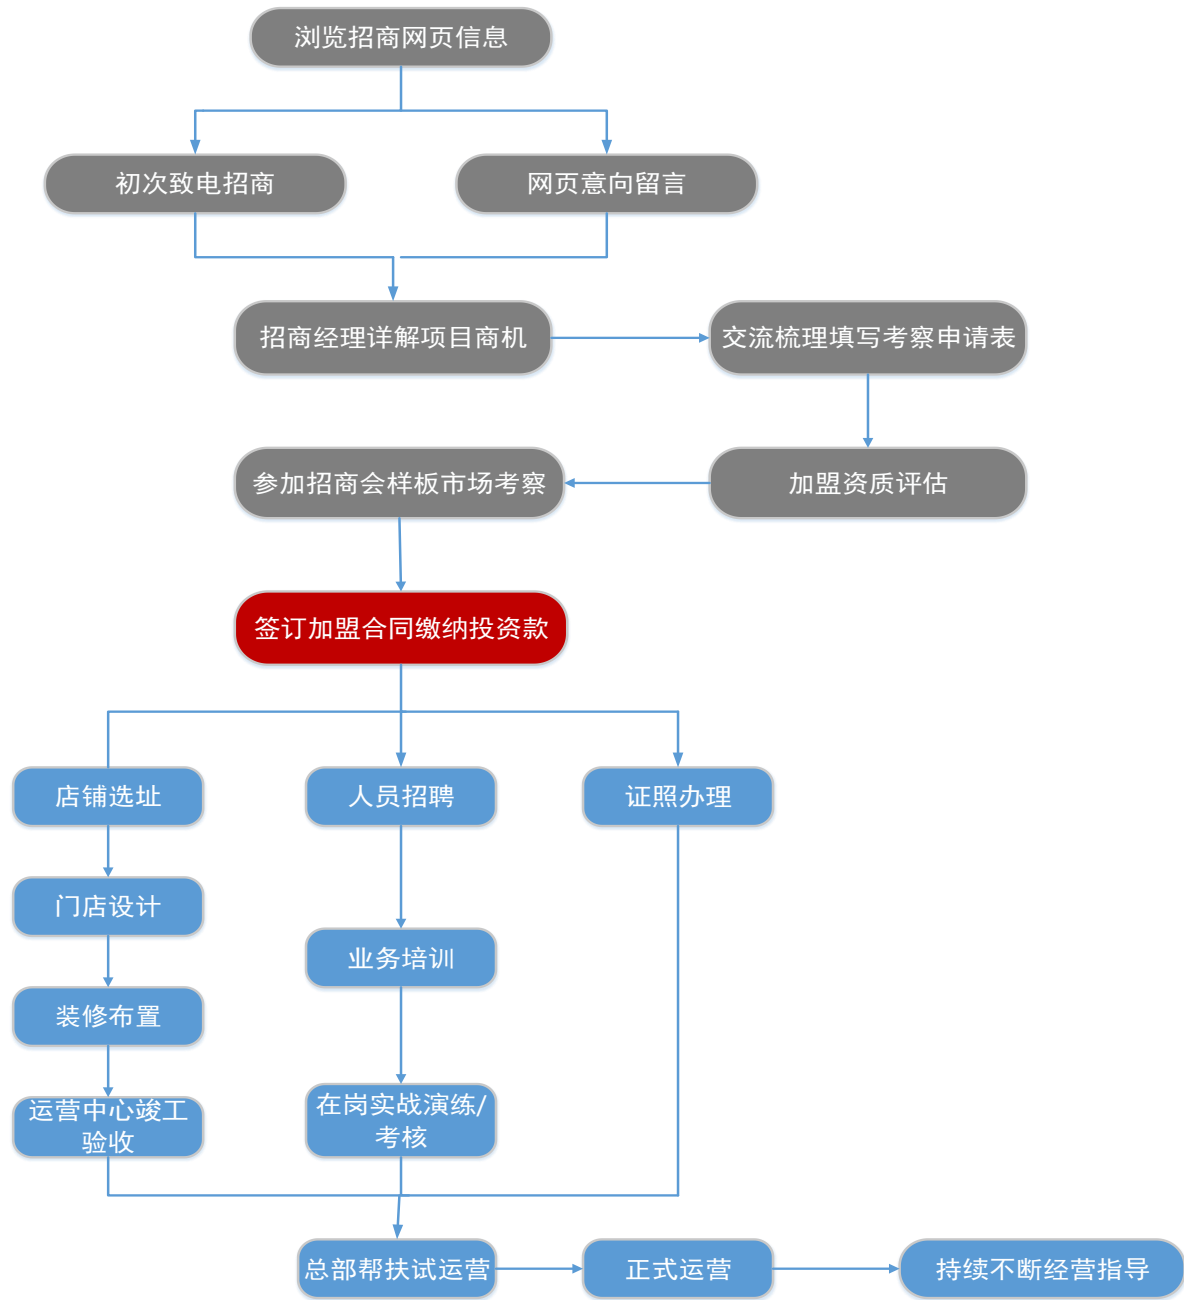 浏览招商网页信息
初次致电招商
网页意向留言
招商经理详解项目商机
交流梳理填写考察申请表
参加招商会样板市场考察
加盟资质评估
签订加盟合同缴纳投资款
店铺选址
人员招聘
证照办理
门店设计
业务培训
装修布置
运营中心竣工
验收
在岗实战演练/
考核
总部帮扶试运营
正式运营
持续不断经营指导